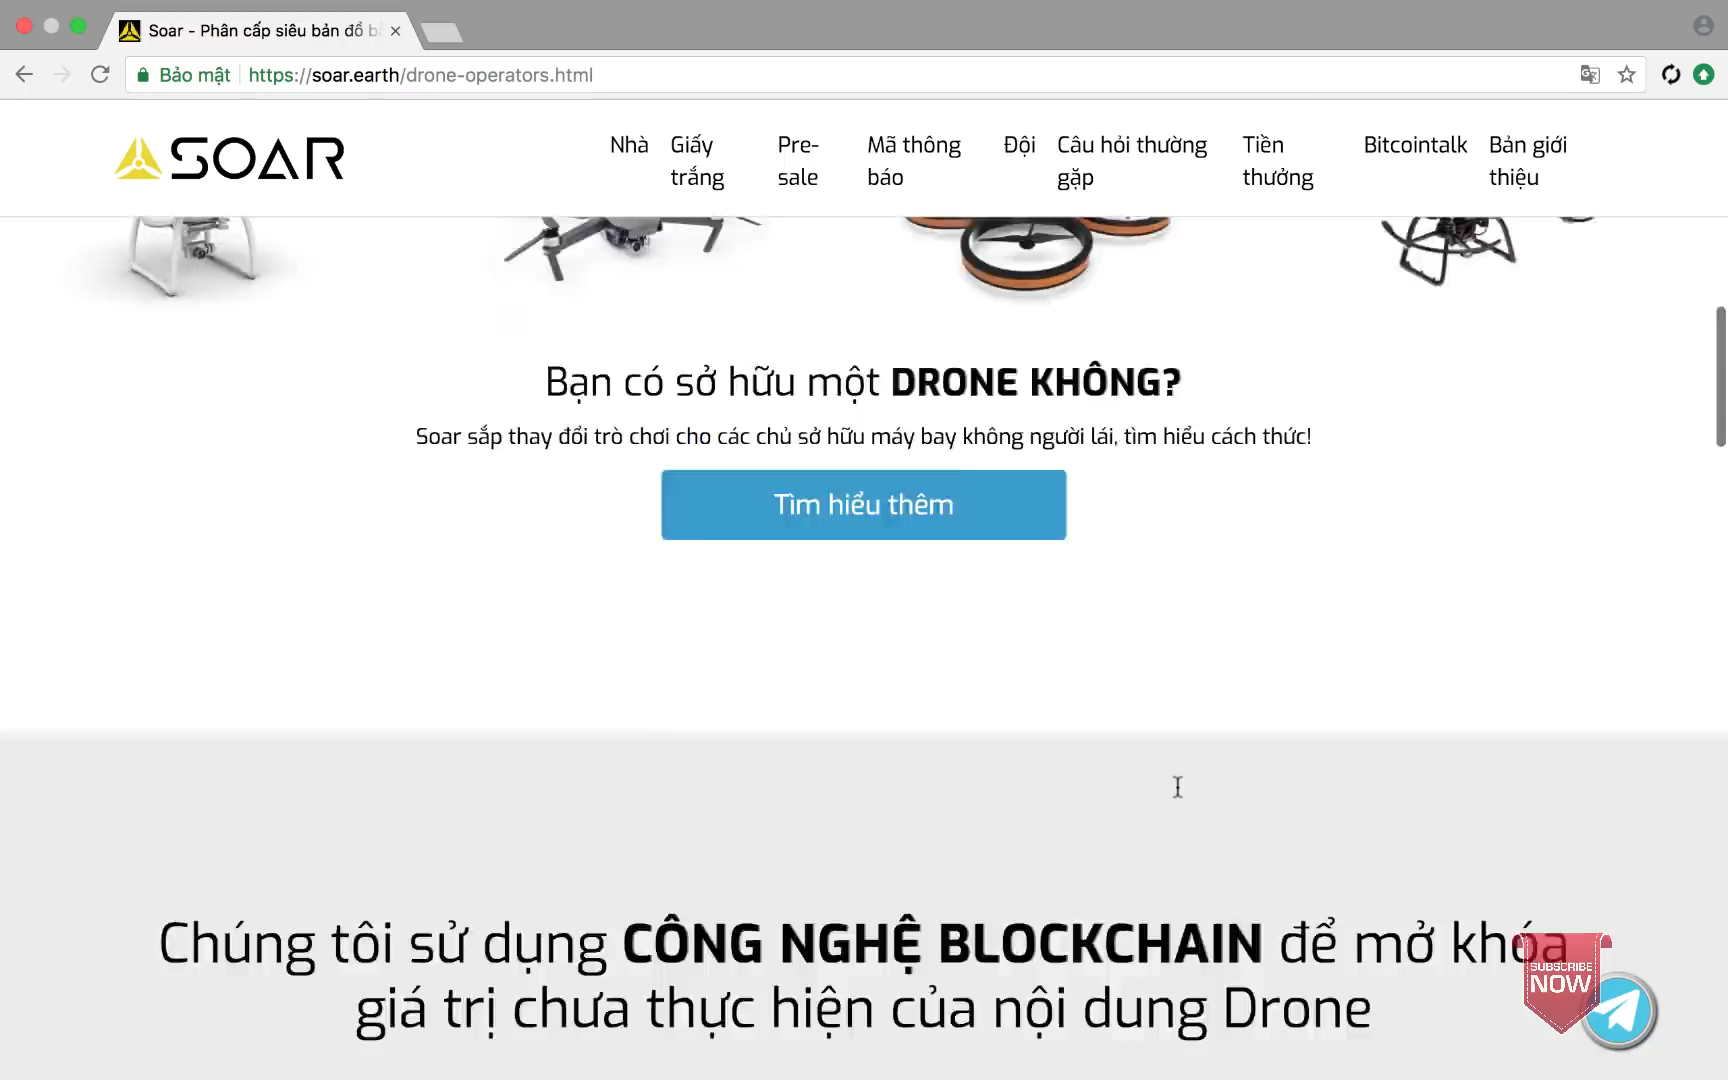 Soar - Phân cấp siêu bản đồ
Bảo mật https://soar.earth/drone-operators.html
SOAR
Nhà Giấy trắng Pre-sale Mã thông báo Đội Câu hỏi thường gặp Tiền thưởng Bitcointalk Bản giới thiệu
Bạn có sở hữu một DRONE KHÔNG?
Soar sắp thay đổi trò chơi cho các chủ sở hữu máy bay không người lái, tìm hiểu cách thức!
Tìm hiểu thêm
Chúng tôi sử dụng CÔNG NGHỆ BLOCKCHAIN để mở khóa
giá trị chưa thực hiện của nội dung Drone
SUBSCRIBE
NOW